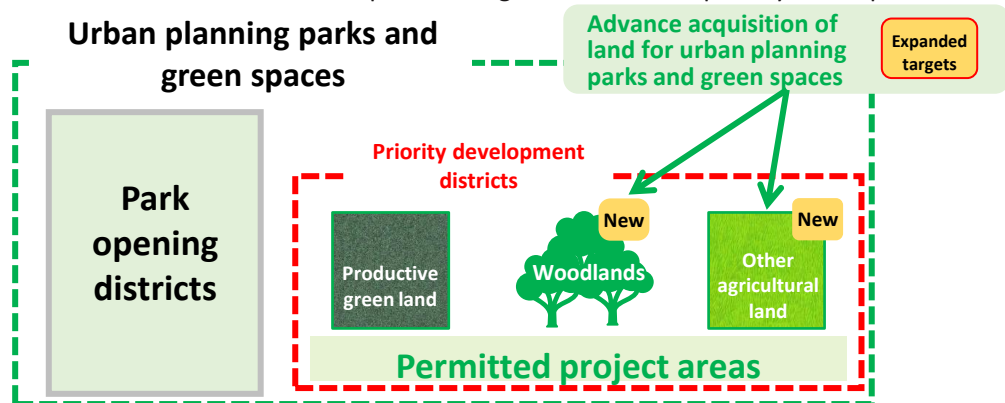 Urban planning parks and
green spaces
Advance acquisition of
land for urban planning
parks and green spaces
Expanded
targets
Park
opening
districts
Priority development
districts
Productive
green land
New
Woodlands
New
Other
agricultural
land
Permitted project areas